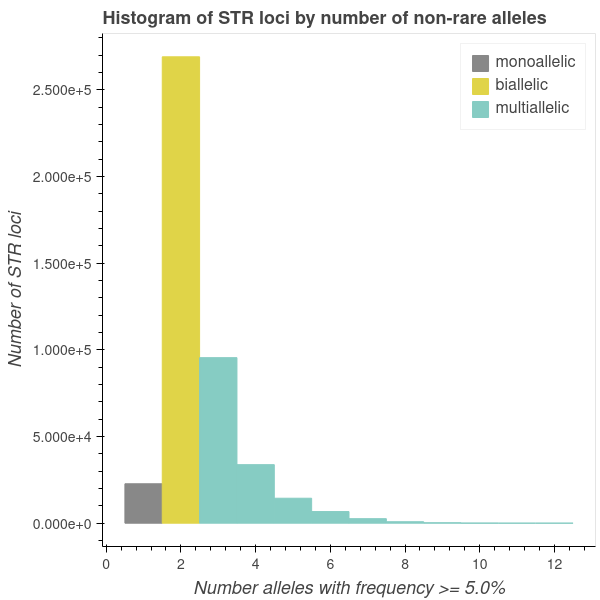 Histogram of STR loci by number of non-rare alleles
monoallelic
biallelic
multiallelic
Number of STR loci
2.500e+5
2.000e+5
1.500e+5
1.000e+5
5.000e+4
0.000e+0
0 2 4 6 8 10 12
Number alleles with frequency >= 5.0%